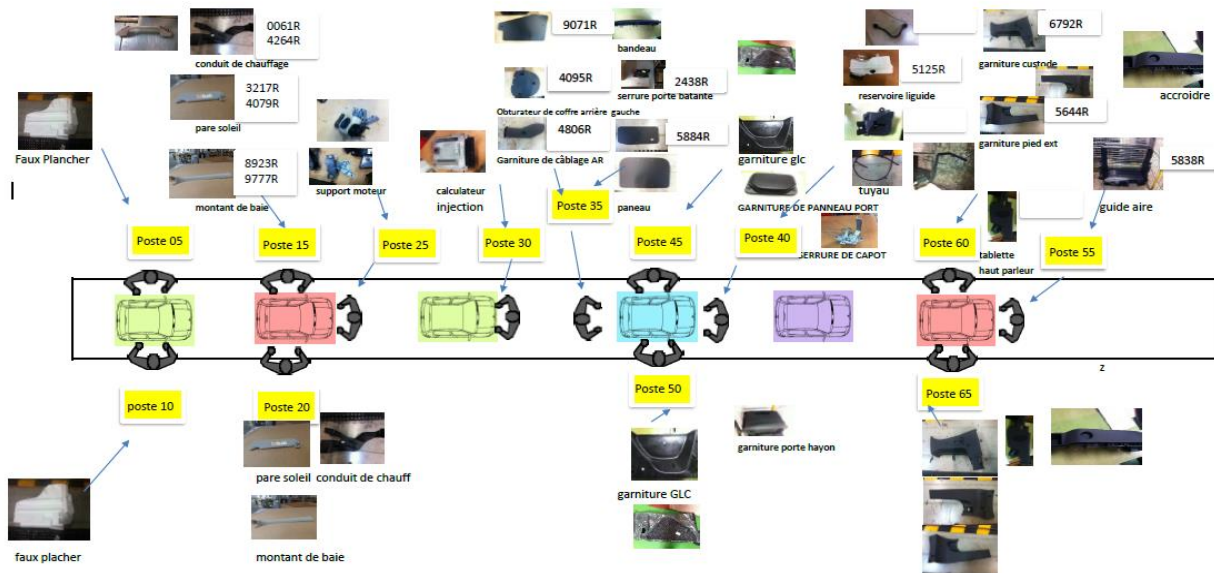 0061R
4264R
conduit de chauffage
3217R
4079R
pare soleil
Faux Plancher
8923R
9777R
montant de baie
support moteur
calculateur
injection
9071R
bandeau
4095R
2438R
serrure porte batante
Obturateur de coffre arrière gauche
4806R
5884R
Garniture de câblage AR
paneau
garniture glc
GARNITURE DE PANNEAU PORT
SERRURE DE CAPOT
5125R
reservoire liguide
tuyau
6792R
garniture custode
5644R
garniture pied ext
accroidre
5838R
guide aire
tablette
haut parleur
Poste 05
Poste 15
Poste 25
Poste 30
Poste 35
Poste 45
Poste 40
Poste 60
Poste 55
z
poste 10
Poste 20
Poste 50
Poste 65
pare soleil
conduit de chauff
montant de baie
faux placher
garniture GLC
garniture porte hayon